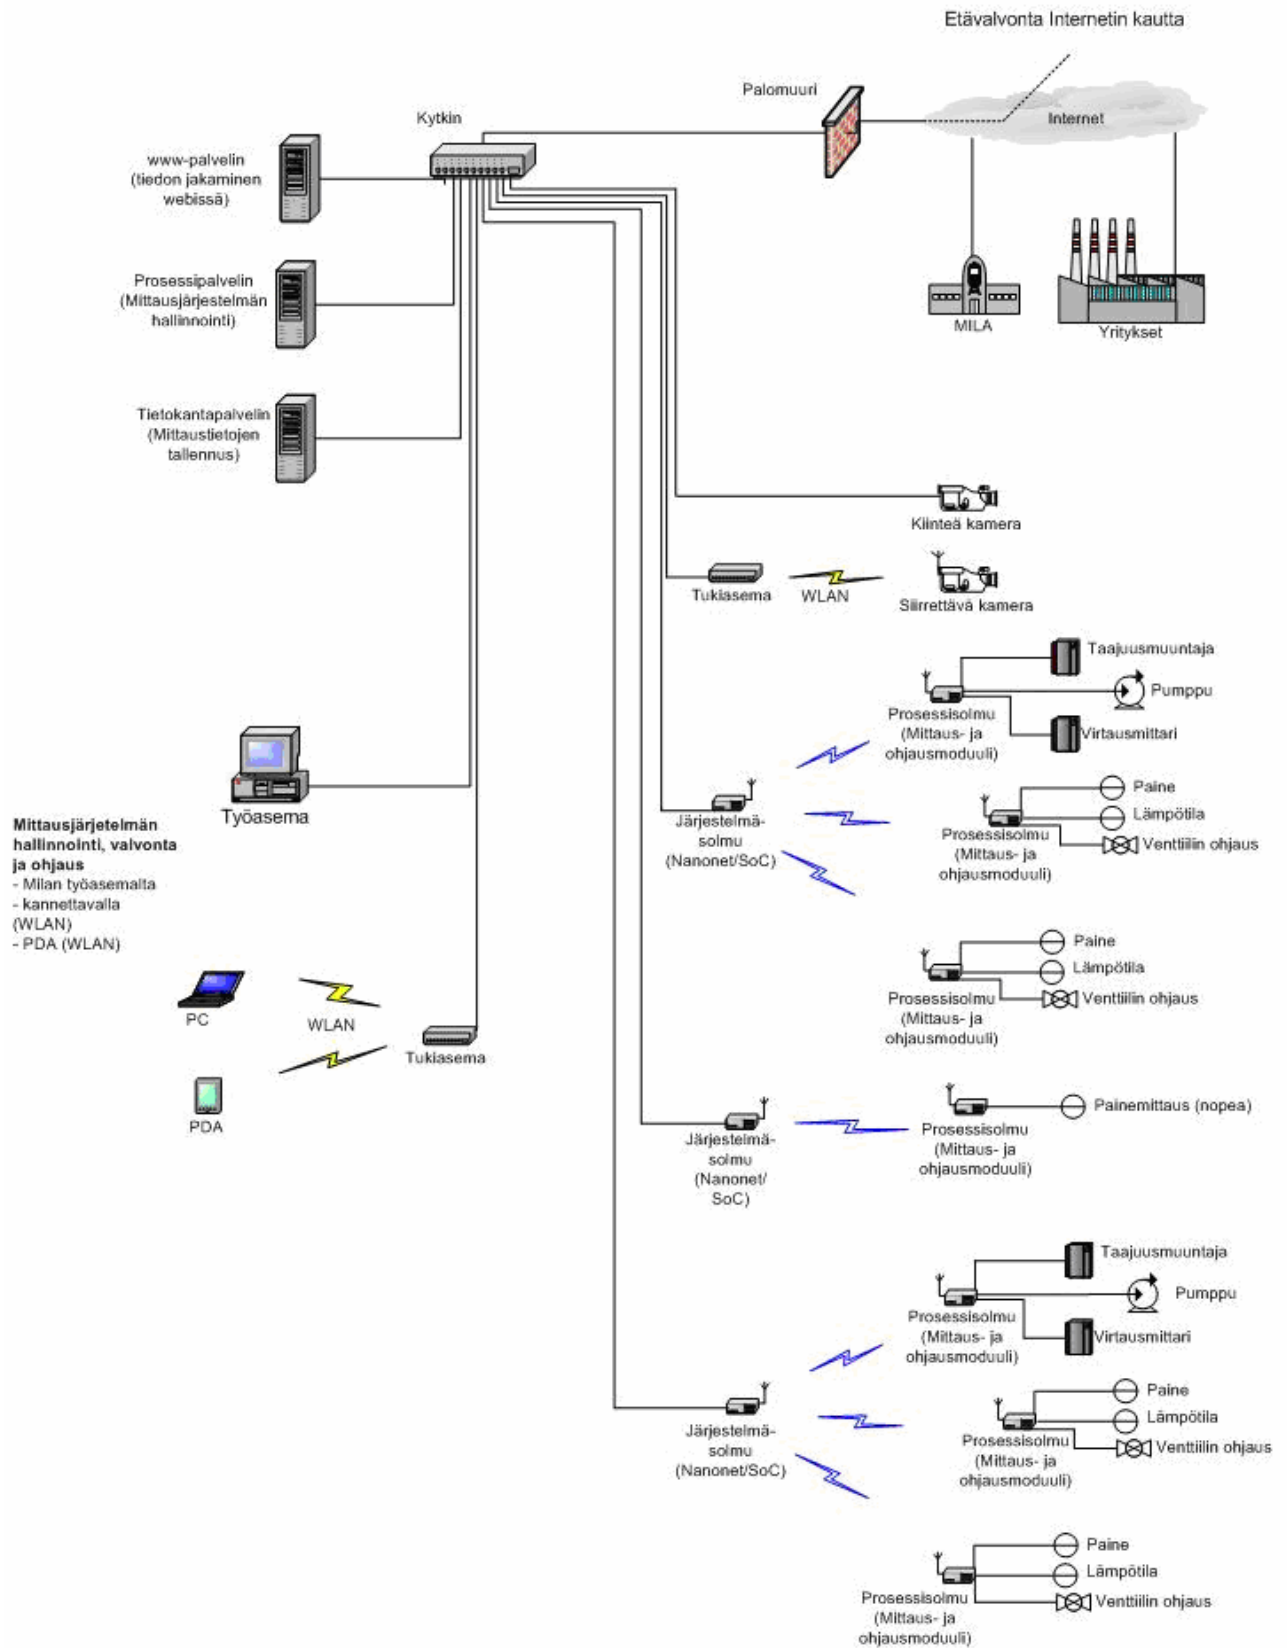 Etävalvonta Internetin kautta
Palomuuri
Kytkin
Internet
www-palvelin
(tiedon jakaminen
webissä)
Prosessipalvelin
(Mittausjärjestelmän
hallinnointi)
MILA
Yritykset
Tietokantapalvelin
(Mittaustietojen
tallennus)
Kiinteä kamera
Tukiasema
WLAN
Siirrettävä kamera
Taajuusmuuntaja
Pumppu
Virtausmittari
Prosessisolmu
(Mittaus- ja
ohjausmoduuli)
Työasema
Järjestelmä-
solmu
(Nanonet/SoC)
Paine
Lämpötila
Venttiilin ohjaus
Prosessisolmu
(Mittaus- ja
ohjausmoduuli)
Mittausjärjetelmän
hallinnointi, valvonta
ja ohjaus
- Milan työasemalta
- kannettavalla
(WLAN)
- PDA (WLAN)
Paine
Lämpötila
Venttiilin ohjaus
Prosessisolmu
(Mittaus- ja
ohjausmoduuli)
PC
WLAN
Tukiasema
PDA
Järjestelmä-
solmu
(Nanonet/
SoC)
Painemittaus (nopea)
Prosessisolmu
(Mittaus- ja
ohjausmoduuli)
Taajuusmuuntaja
Pumppu
Virtausmittari
Prosessisolmu
(Mittaus- ja
ohjausmoduuli)
Järjestelmä-
solmu
(Nanonet/SoC)
Paine
Lämpötila
Venttiilin ohjaus
Prosessisolmu
(Mittaus- ja
ohjausmoduuli)
Paine
Lämpötila
Venttiilin ohjaus
Prosessisolmu
(Mittaus- ja
ohjausmoduuli)